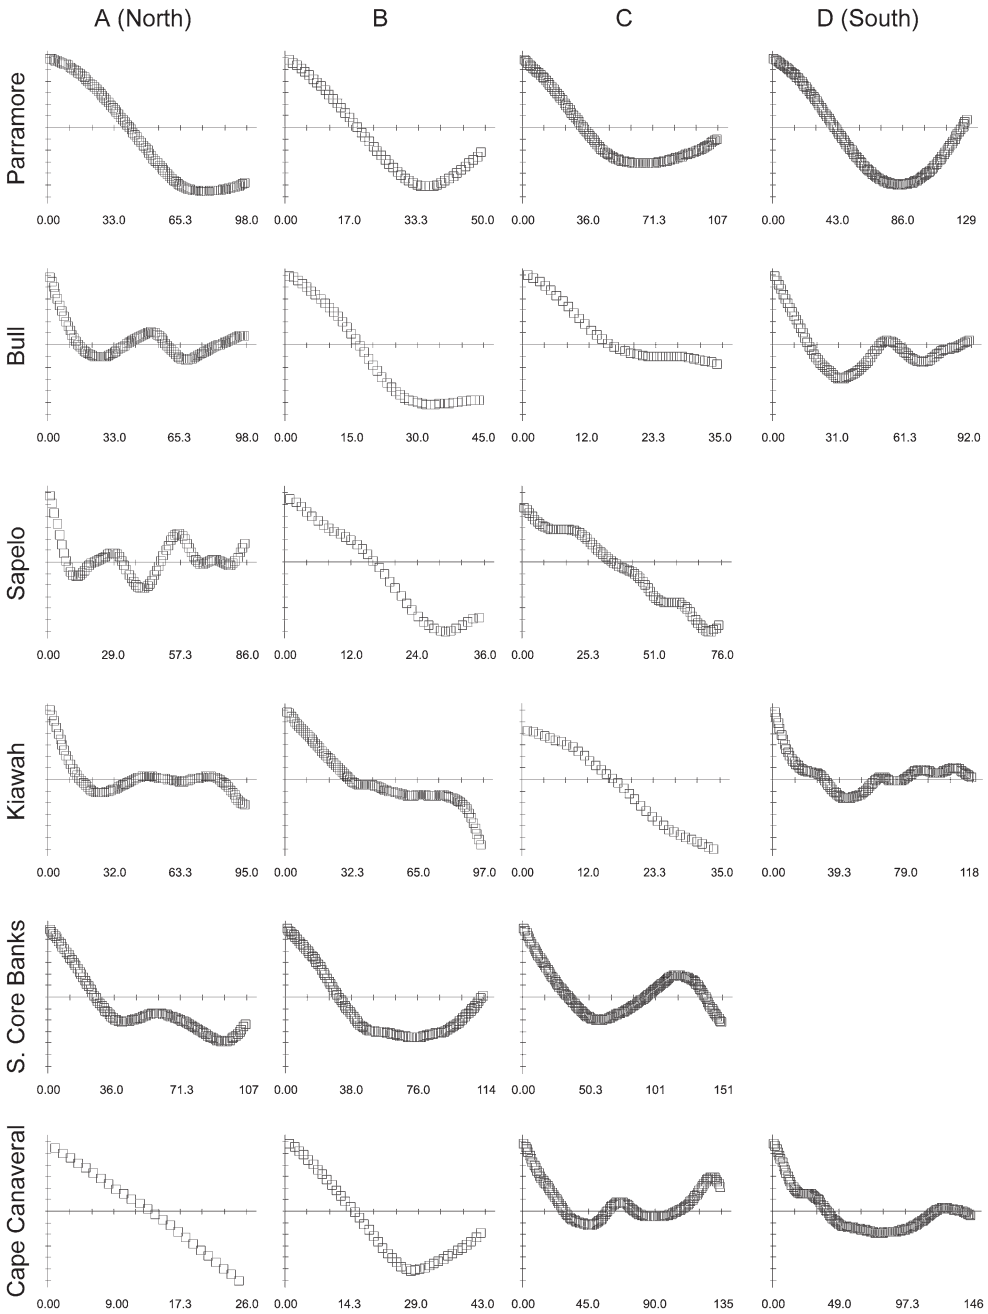 A (North) B C D (South)
Parramore
0.00 33.0 65.3 98.0 0.00 17.0 33.3 50.0 0.00 36.0 71.3 107 0.00 43.0 86.0 129
Bull
0.00 33.0 65.3 98.0 0.00 15.0 30.0 45.0 0.00 12.0 23.3 35.0 0.00 31.0 61.3 92.0
Sapelo
0.00 29.0 57.3 86.0 0.00 12.0 24.0 36.0 0.00 25.3 51.0 76.0
Kiawah
0.00 32.0 63.3 95.0 0.00 32.3 65.0 97.0 0.00 12.0 23.3 35.0 0.00 39.3 79.0 118
S. Core Banks
0.00 36.0 71.3 107 0.00 38.0 76.0 114 0.00 50.3 101 151
Cape Canaveral
0.00 9.00 17.3 26.0 0.00 14.3 29.0 43.0 0.00 45.0 90.0 135 0.00 49.0 97.3 146